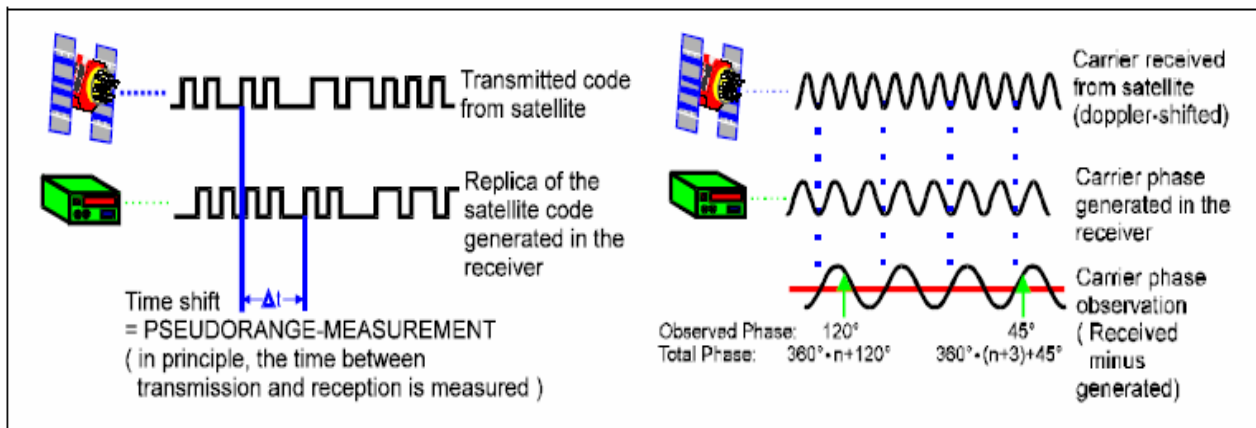 Transmitted code
from satellite
Replica of the
satellite code
generated in the
receiver
Time shift
Δt
= PSEUDORANGE-MEASUREMENT
( in principle, the time between
transmission and reception is measured )
Carrier received
from satellite
(doppler-shifted)
Carrier phase
generated in the
receiver
Carrier phase
observation
( Received
minus
generated)
Observed Phase: 120° 45°
Total Phase: 360°•n+120° 360°•(n+3)+45°